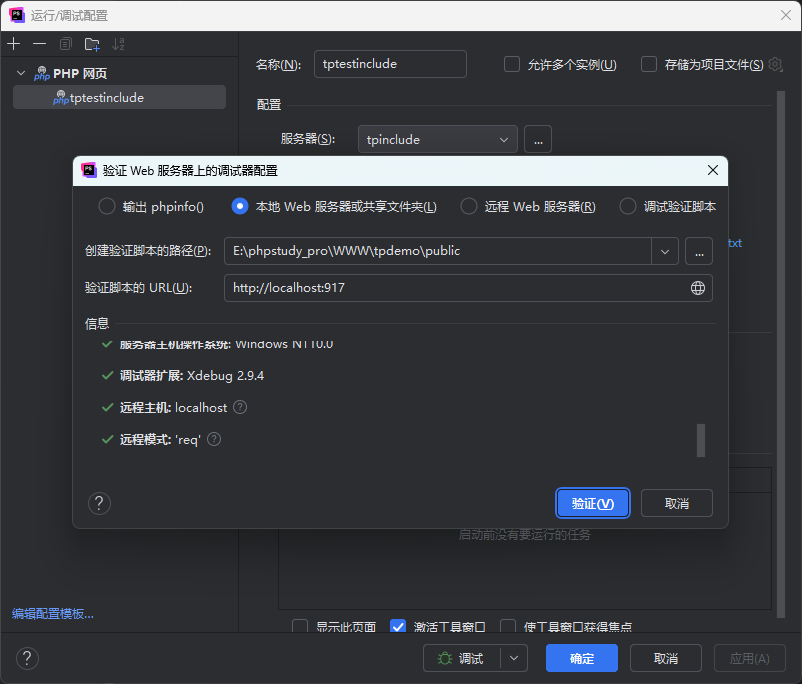 运行/调试配置
PHP 网页
php tptestinclude
名称(N): tptestinclude 允许多个实例(U) 存储为项目文件(S)
配置
服务器(S): tpinclude ...
验证 Web 服务器上的调试器配置
输出 phpinfo() 本地 Web 服务器或共享文件夹(L) 远程 Web 服务器(R) 调试验证脚本
创建验证脚本的路径(P): E:\phpstudy_pro\WWW\tpdemo\public ...
txt
验证脚本的 URL(U): http://localhost:917
信息
服务器主机操作系统: Windows NT10.0
调试器扩展: Xdebug 2.9.4
远程主机: localhost ?
远程模式: 'req' ?
? 验证(V) 取消
启动前没有要运行的任务
编辑配置模板...
显示此页面 激活工具窗口 使工具窗口获得焦点
? 调试 确定 取消 应用(A)